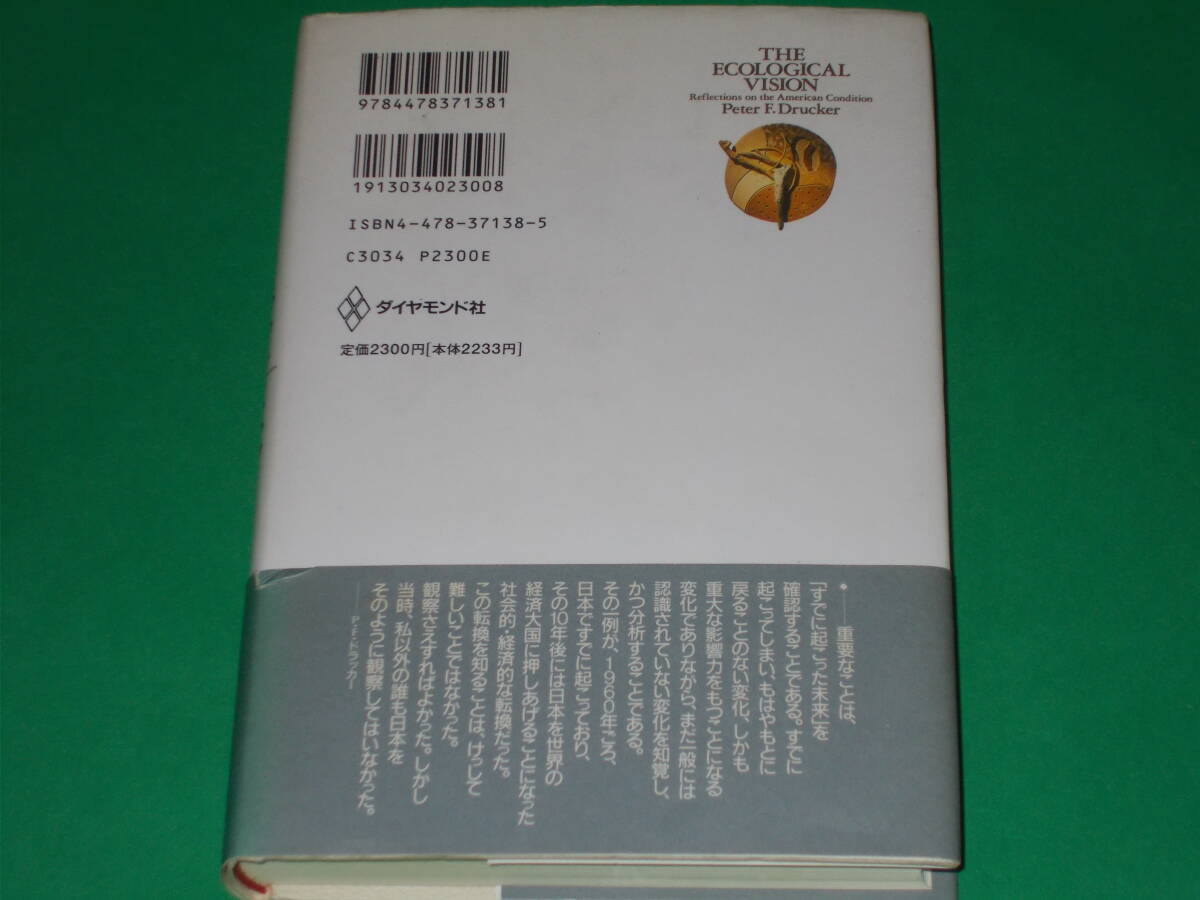 THE
ECOLOGICAL
VISION
Reflections on the American Condition
Peter F. Drucker
9784478371381
1913034023008
ISBN4-478-37138-5
C3034 P2300E
ダイヤモンド社
定価2300円[本体2233円]
●――重要なことは、
「すでに起こった未来」を
確認することである。すでに
起こってしまい、もはやもとに
戻ることのない変化、しかも
重大な影響力をもつことになる
変化でありながら、まだ一般には
認識されていない変化を知覚し、
かつ分析することである。
その一例が、1960年ごろ、
日本ですでに起こっており、
その10年後には日本を世界の
経済大国に押しあげることになった
社会的・経済的な転換だった。
この転換を知ることは、けっして
難しいことではなかった。
観察さえすればよかった。しかし
当時、私以外の誰も日本を
そのように観察してはいなかった。
――P・F・ドラッカー